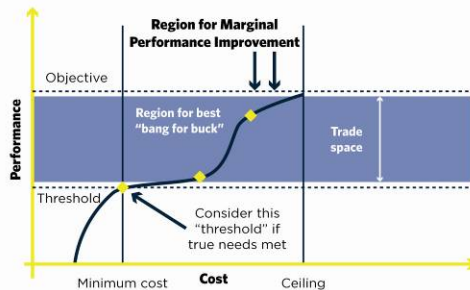 Region for Marginal
Performance Improvement
Objective
Region for best
"bang for buck"
Trade
space
Performance
Threshold
Consider this
"threshold" if
true needs met
Minimum cost
Cost
Ceiling